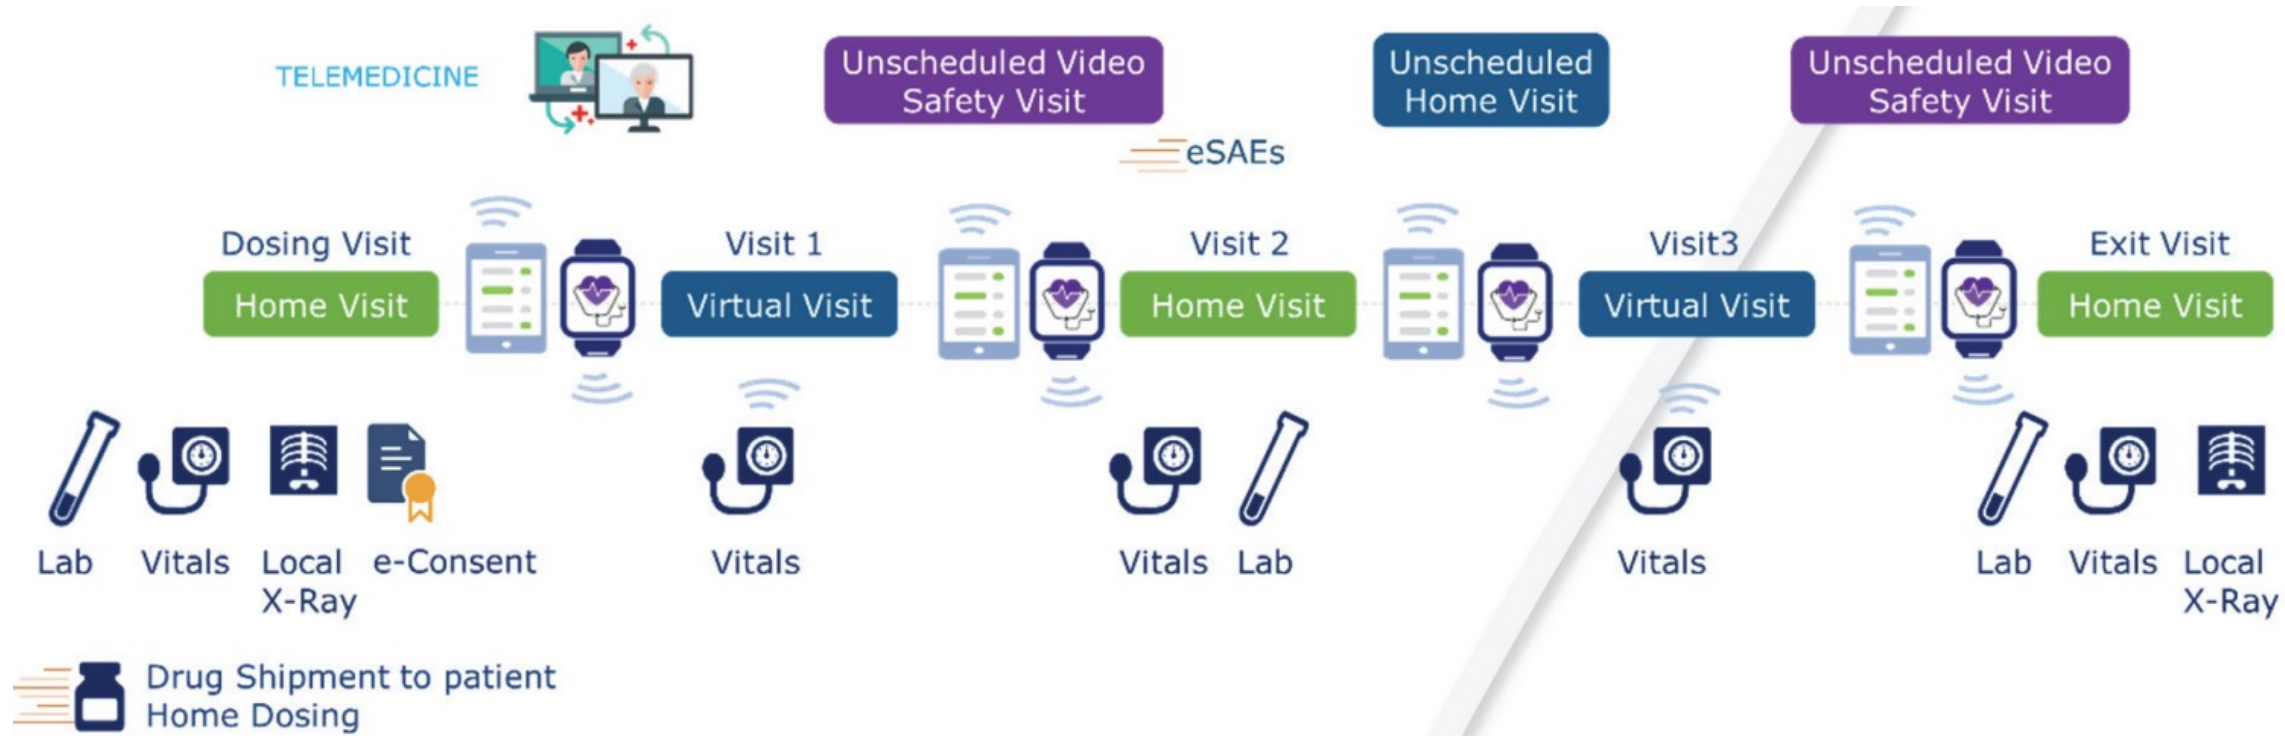 TELEMEDICINE
Unscheduled Video
Safety Visit
Unscheduled
Home Visit
Unscheduled Video
Safety Visit
eSAEs
Dosing Visit
Home Visit
Visit 1
Virtual Visit
Visit 2
Home Visit
Visit3
Virtual Visit
Exit Visit
Home Visit
Lab
Vitals
Local
X-Ray
e-Consent
Vitals
Vitals
Lab
Vitals
Lab
Vitals
Local
X-Ray
Drug Shipment to patient
Home Dosing